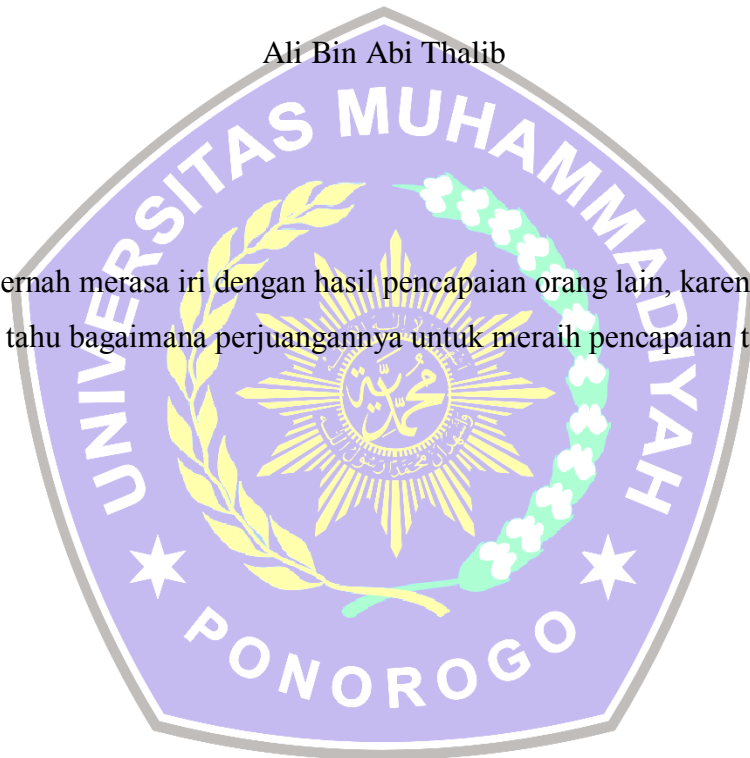 Ali Bin Abi Thalib
UNIVERSITAS MUHAMMADIYAH
ernah merasa iri dengan hasil pencapaian orang lain, karen
tahu bagaimana perjuangannya untuk meraih pencapaian t
محمدية
PONOROGO